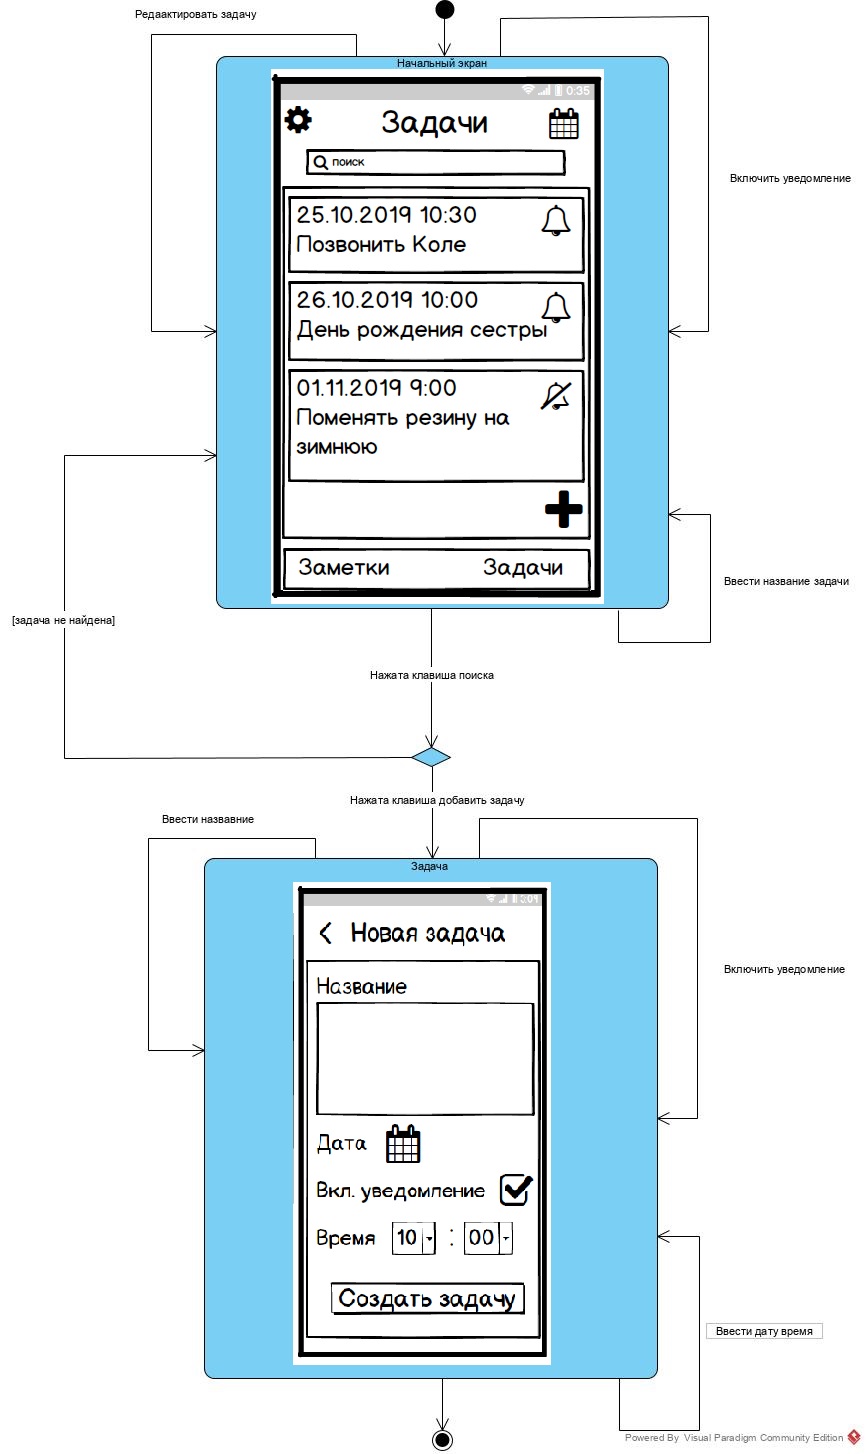 Редаактировать задачу
Начальный экран
0:35
Задачи
поиск
25.10.2019 10:30
Позвонить Коле
26.10.2019 10:00
День рождения сестры
01.11.2019 9:00
Поменять резину на
зимнюю
Заметки
Задачи
Включить уведомление
Ввести название задачи
[задача не найдена]
Нажата клавиша поиска
Нажата клавиша добавить задачу
Ввести назвавние
Задача
Новая задача
Название
Дата
Вкл. уведомление
Время 10 : 00
Создать задачу
Включить уведомление
Ввести дату время
Powered By Visual Paradigm Community Edition